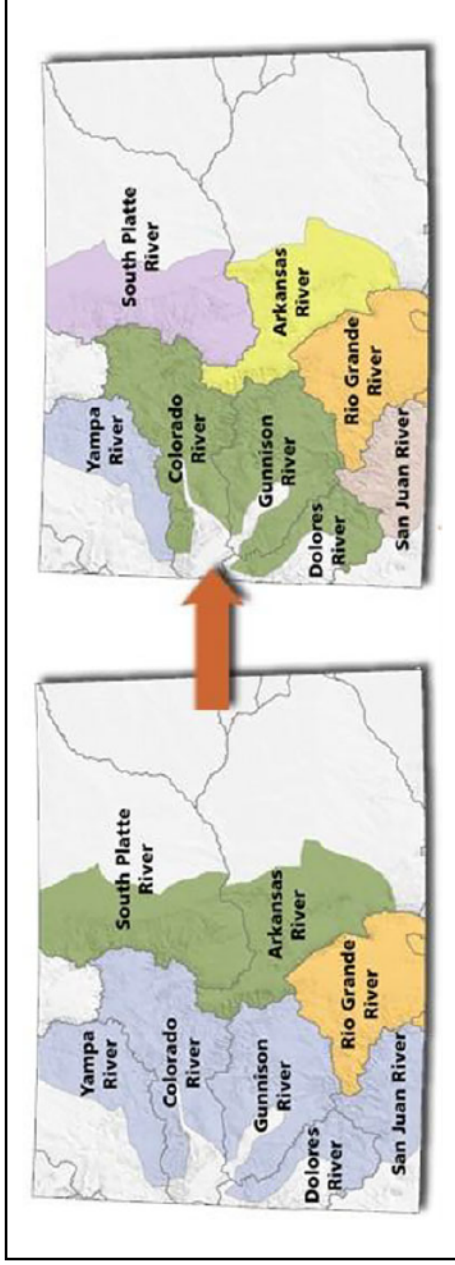 Yampa
River
Colorado
River
Gunnison
River
Dolores
River
San Juan River
Rio Grande
River
Arkansas
River
South Platte
River
Yampa
River
Colorado
River
Gunnison
River
Dolores
River
San Juan River
Rio Grande
River
Arkansas
River
South Platte
River